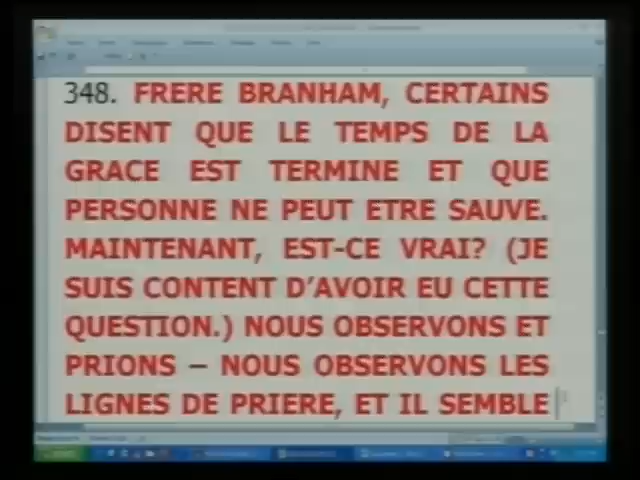 348. FRERE BRANHAM, CERTAINS
DISENT QUE LE TEMPS DE LA
GRACE EST TERMINE ET QUE
PERSONNE NE PEUT ETRE SAUVE.
MAINTENANT, EST-CE VRAI? (JE
SUIS CONTENT D'AVOIR EU CETTE
QUESTION.) NOUS OBSERVONS ET
PRIONS – NOUS OBSERVONS LES
LIGNES DE PRIERE, ET IL SEMBLE